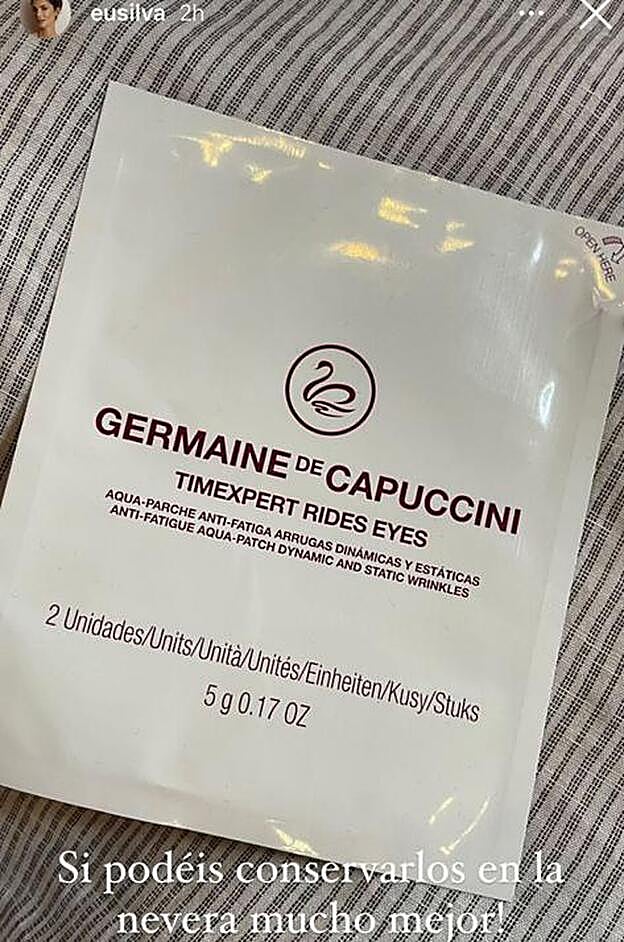 eusilva 2h
OPEN HERE
GERMAINE DE CAPUCCINI
TIMEXPERT RIDES EYES
AQUA-PARCHE ANTI-FATIGA ARRUGAS DINÁMICAS Y ESTÁTICAS
ANTI-FATIGUE AQUA-PATCH DYNAMIC AND STATIC WRINKLES
2 Unidades/Units/Unità/Unités/Einheiten/Kusy/Stuks
5 g 0.17 OZ
Si podéis conservarlos en la
nevera mucho mejor!